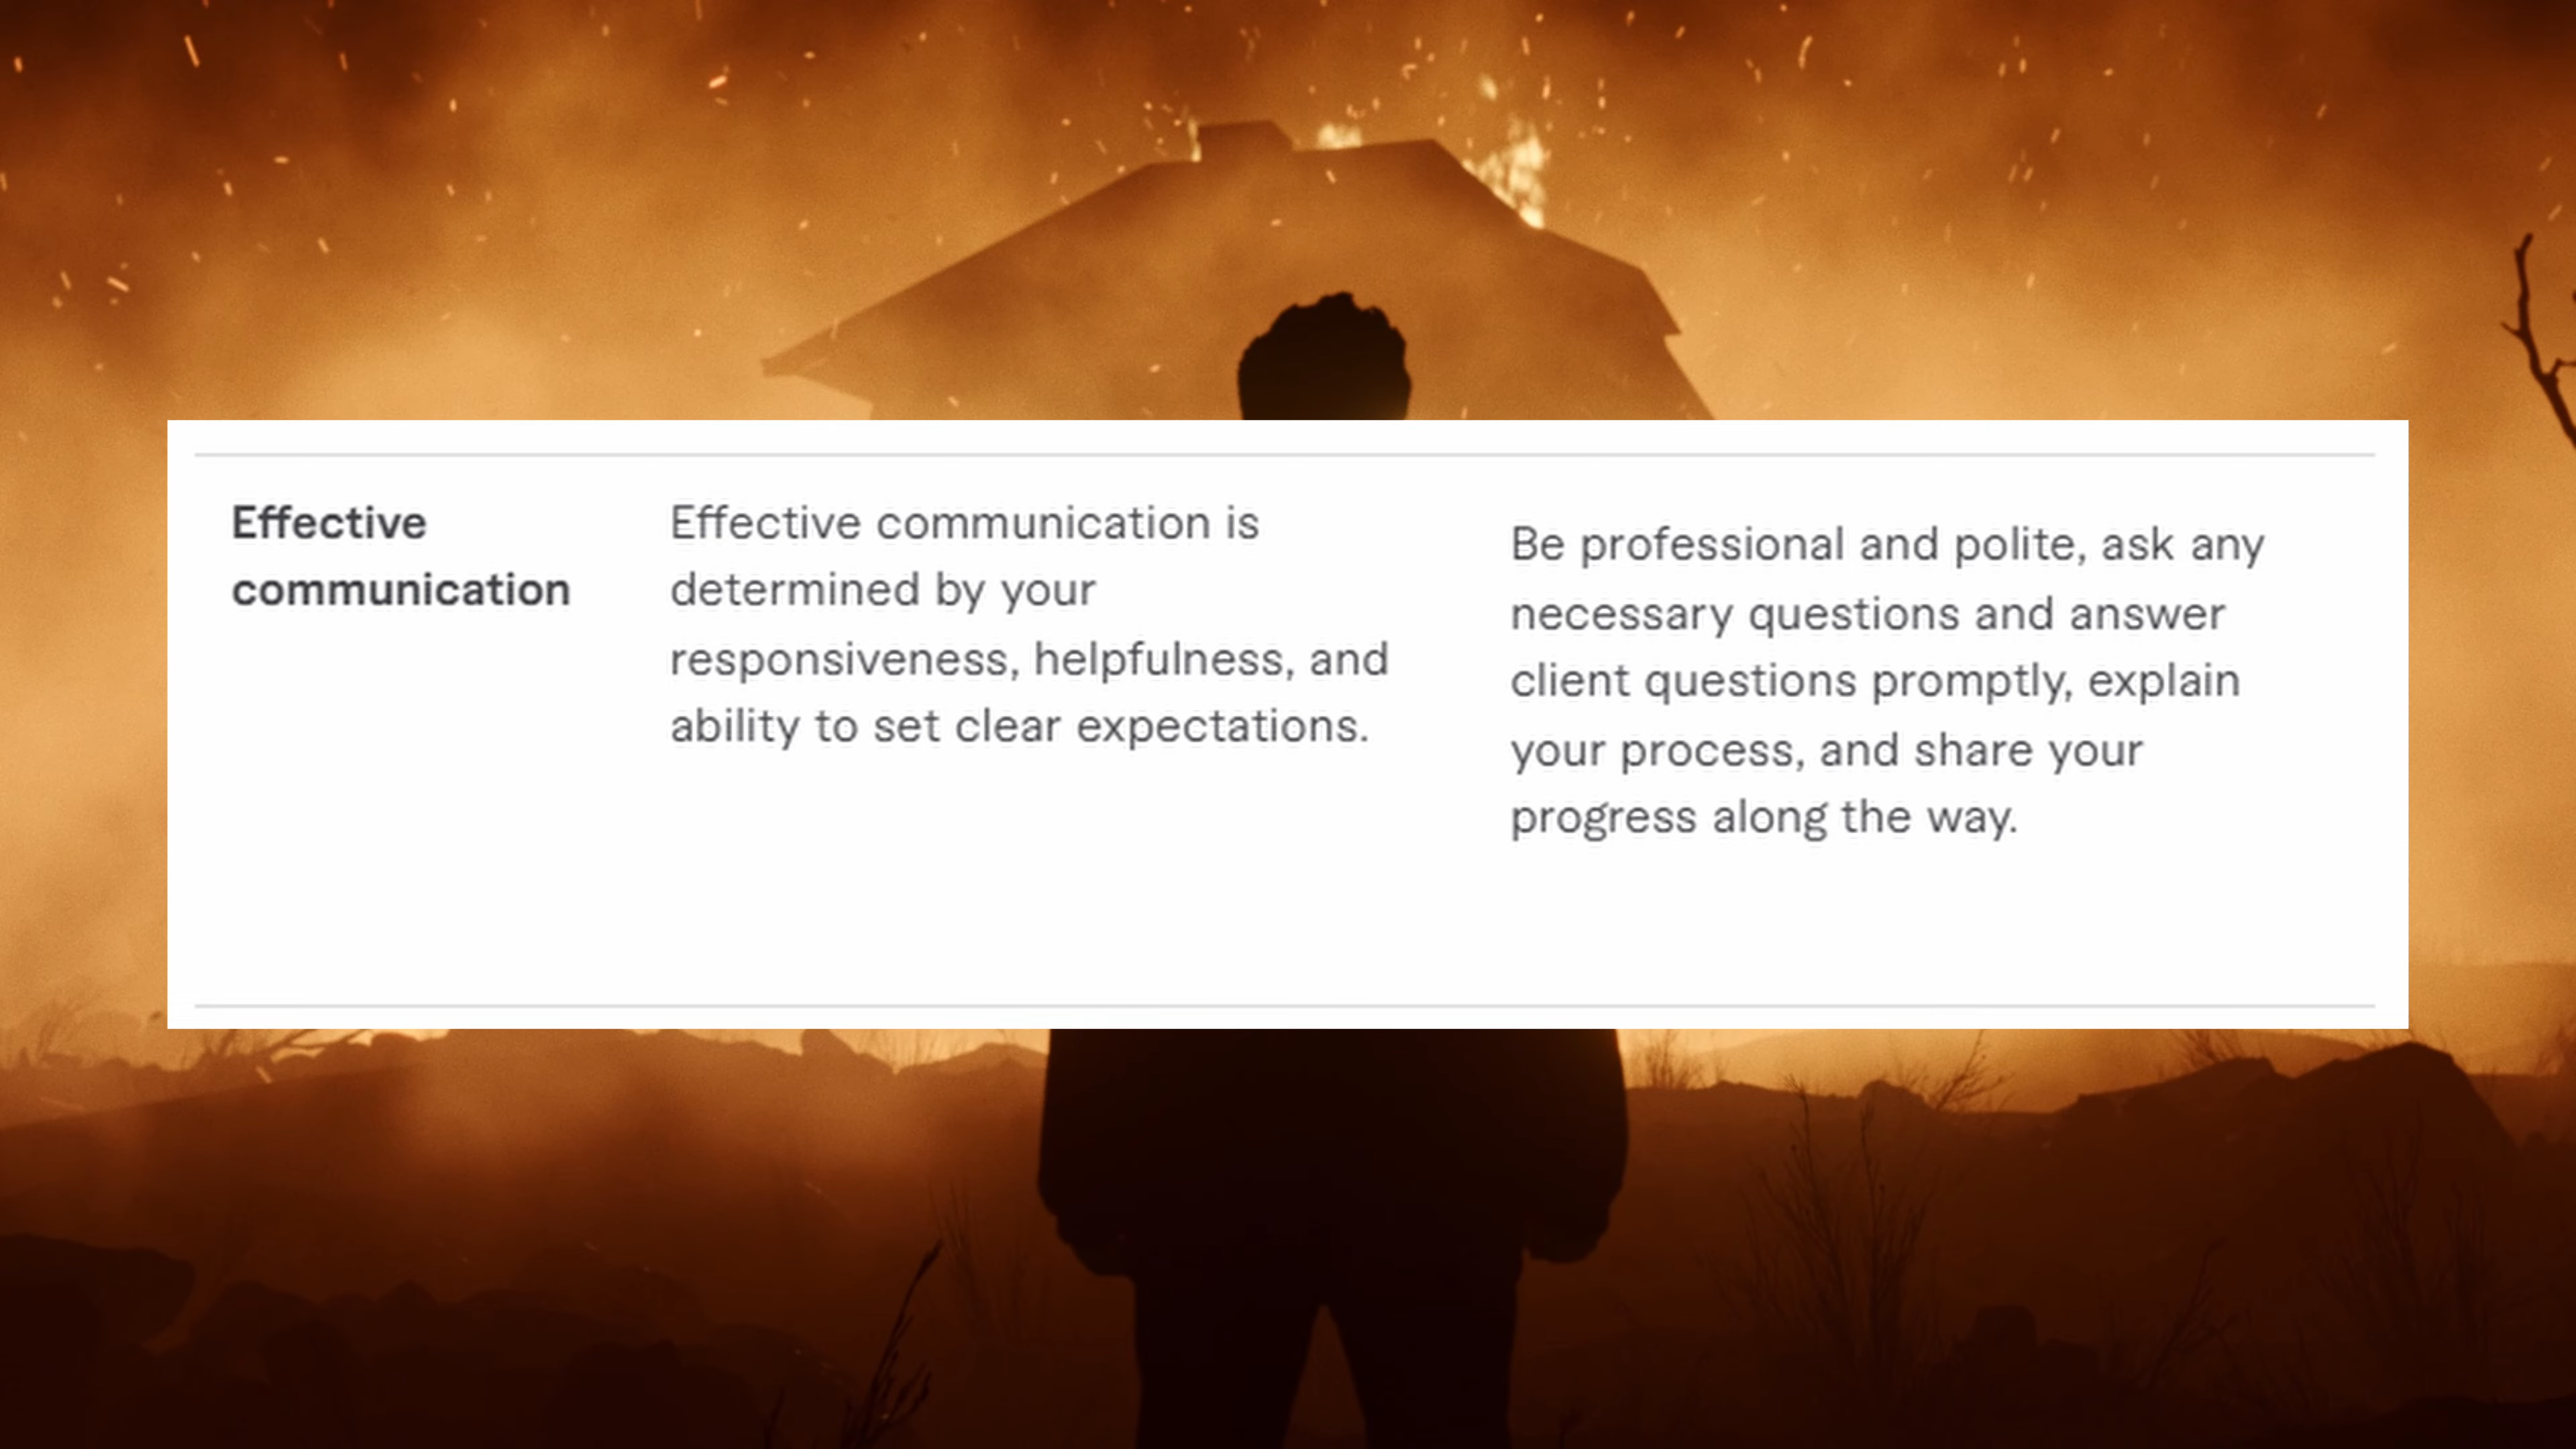 Effective
communication
Effective communication is
determined by your
responsiveness, helpfulness, and
ability to set clear expectations.
Be professional and polite, ask any
necessary questions and answer
client questions promptly, explain
your process, and share your
progress along the way.